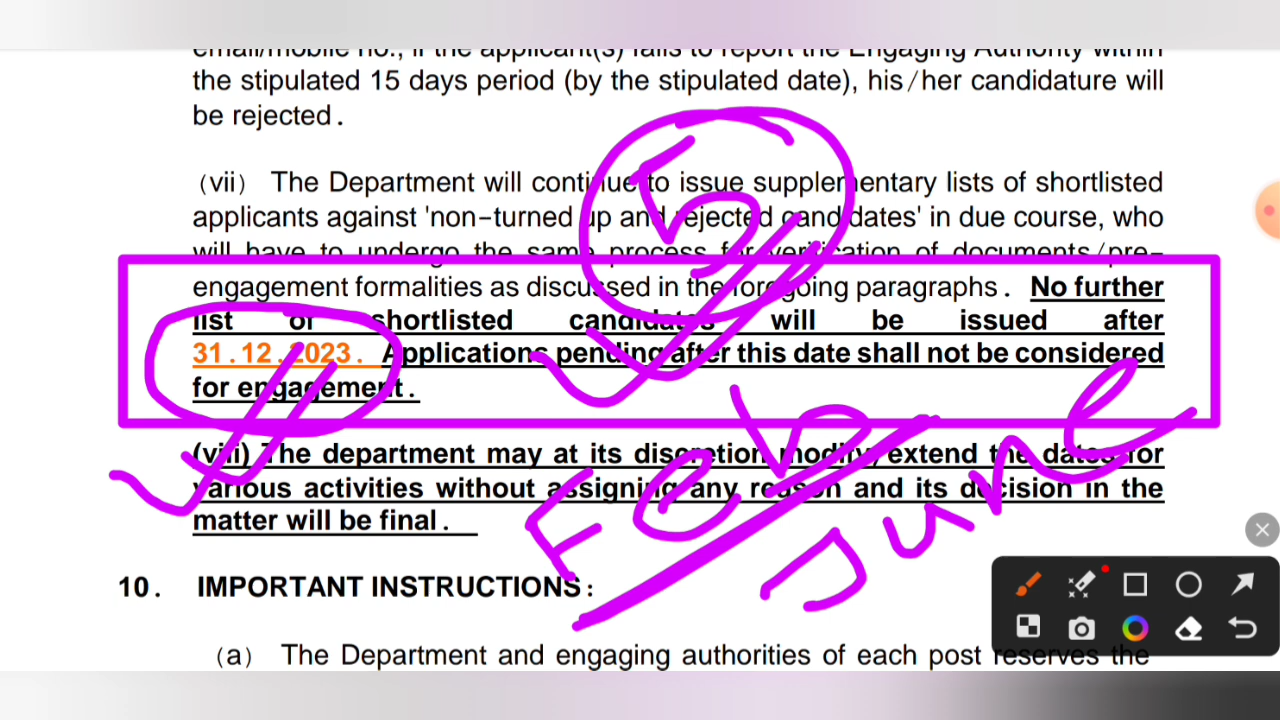 email/mobile no., if the applicant(s) fails to report the Engaging Authority within
the stipulated 15 days period (by the stipulated date), his/her candidature will
be rejected.
(vii) The Department will continue to issue supplementary lists of shortlisted
applicants against 'non-turned up and rejected candidates' in due course, who
will have to undergo the same process for verification of documents/pre-
engagement formalities as discussed in the foregoing paragraphs. No further
list of shortlisted candidates will be issued after
31.12.2023. Applications pending after this date shall not be considered
for engagement.
(viii) The department may at its discretion modify/extend the dates for
various activities without assigning any reason and its decision in the
matter will be final.
5
Feb
June
10. IMPORTANT INSTRUCTIONS:
(a) The Department and engaging authorities of each post reserves the